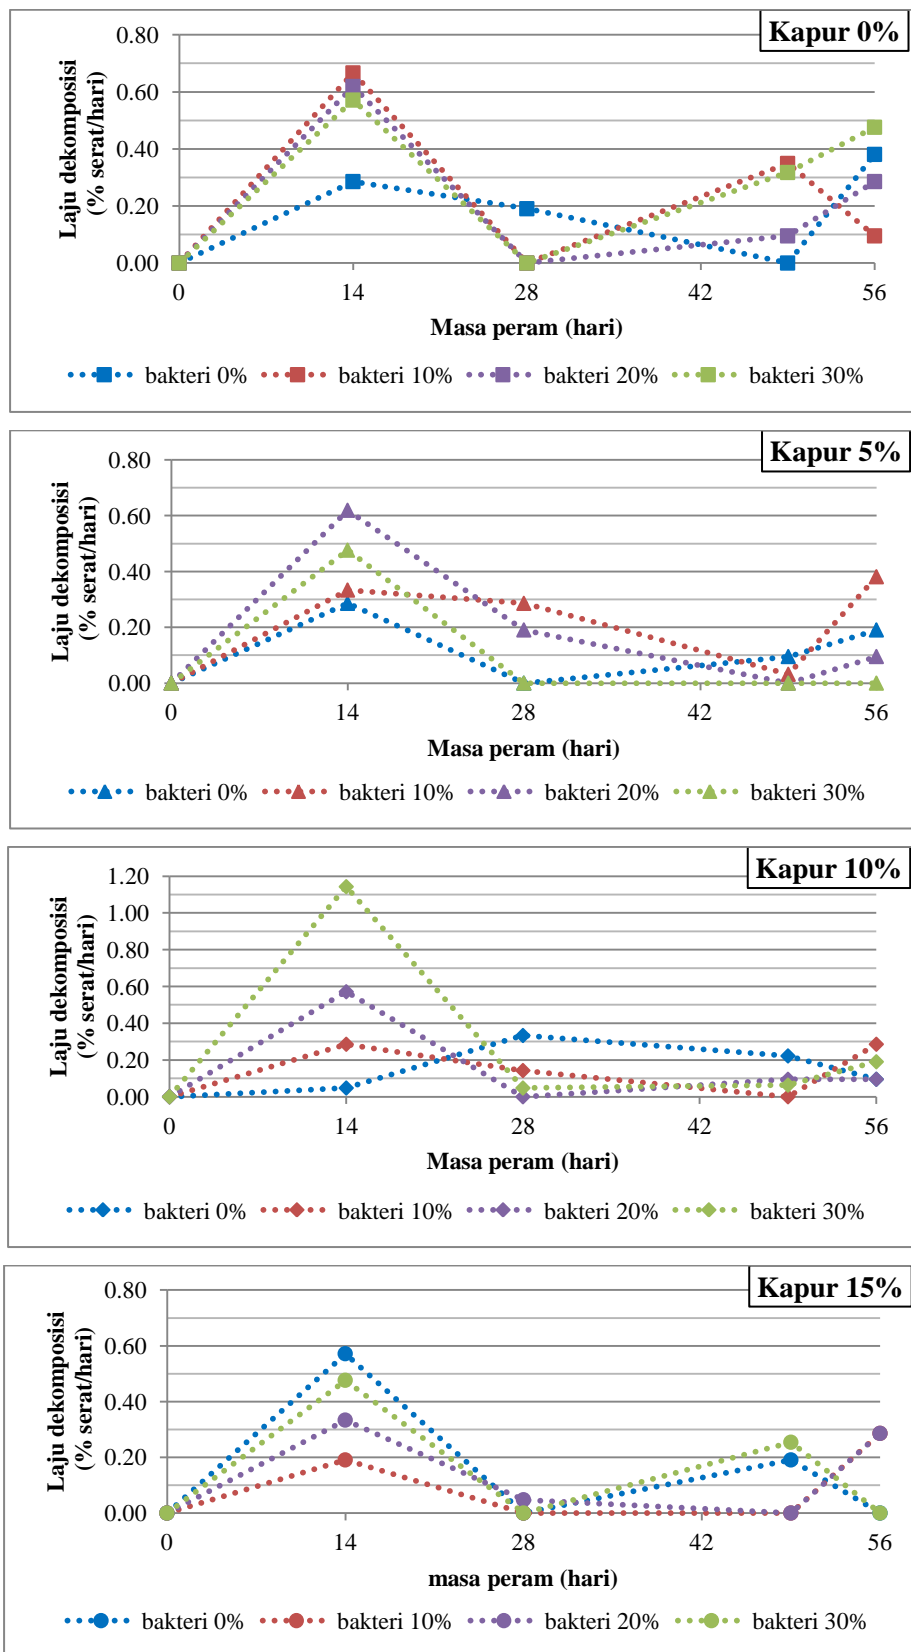 Kapur 0%
Laju dekomposisi
(% serat/hari)
0.80
0.60
0.40
0.20
0.00
0 14 28 42 56
Masa peram (hari)
bakteri 0% bakteri 10% bakteri 20% bakteri 30%
Kapur 5%
Laju dekomposisi
(% serat/hari)
0.80
0.60
0.40
0.20
0.00
0 14 28 42 56
Masa peram (hari)
bakteri 0% bakteri 10% bakteri 20% bakteri 30%
Kapur 10%
Laju dekomposisi
(% serat/hari)
1.20
1.00
0.80
0.60
0.40
0.20
0.00
0 14 28 42 56
Masa peram (hari)
bakteri 0% bakteri 10% bakteri 20% bakteri 30%
Kapur 15%
Laju dekomposisi
(% serat/hari)
0.80
0.60
0.40
0.20
0.00
0 14 28 42 56
masa peram (hari)
bakteri 0% bakteri 10% bakteri 20% bakteri 30%